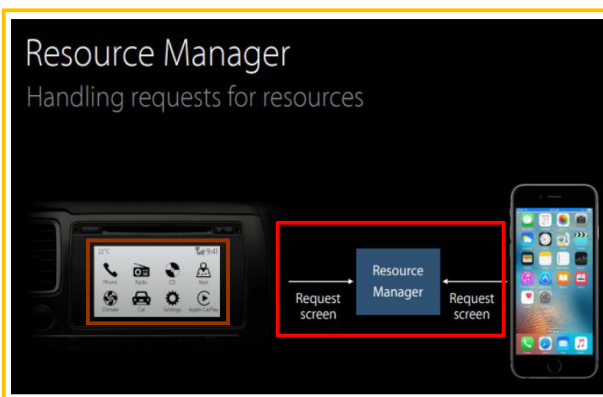 Resource Manager
Handling requests for resources
22°C
9:41
Phone
Radio
CD
Navi
Climate
Car
Settings
Apple CarPlay
Request
screen
Resource
Manager
Request
screen